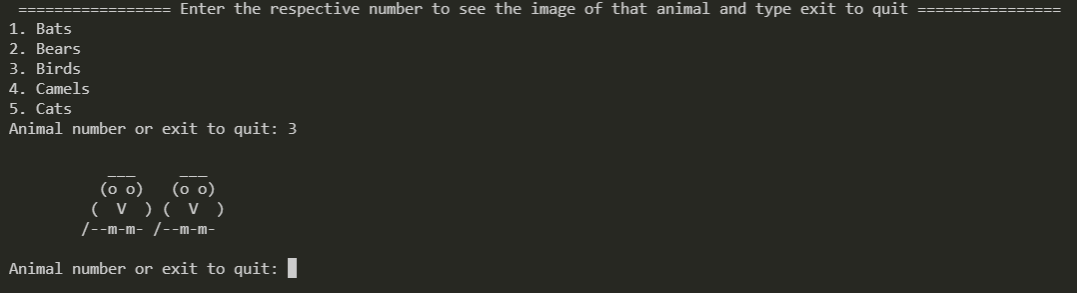 ================= Enter the respective number to see the image of that animal and type exit to quit ================
1. Bats
2. Bears
3. Birds
4. Camels
5. Cats
Animal number or exit to quit: 3
           ___     ___
          (o o)   (o o)
         (  V  ) (  V  )
        /--m-m- /--m-m-
Animal number or exit to quit: